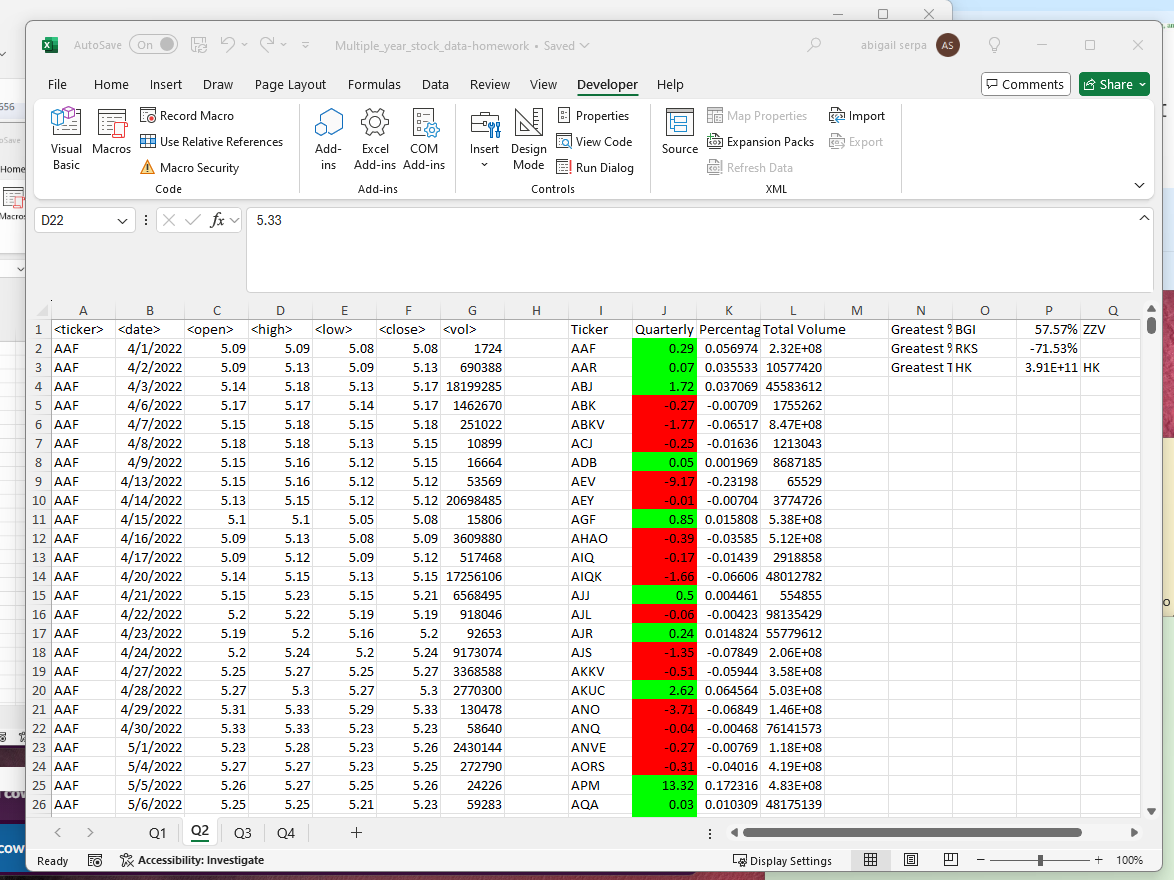 AutoSave On Multiple_year_stock_data-homework • Saved abigail serpa AS
File Home Insert Draw Page Layout Formulas Data Review View Developer Help Comments Share
Visual Basic
Macros
Record Macro
Use Relative References
Macro Security
Code
Add-ins
Excel Add-ins
COM Add-ins
Add-ins
Insert
Design Mode
Properties
View Code
Run Dialog
Controls
Source
Map Properties
Expansion Packs
Refresh Data
Import
Export
XML
D22 fx 5.33
A B C D E F G H I J K L M N O P Q
1 <ticker> <date> <open> <high> <low> <close> <vol> Ticker Quarterly Percentag Total Volume Greatest % BGI 57.57% ZZV
2 AAF 4/1/2022 5.09 5.09 5.08 5.08 1724 AAF 0.29 0.056974 2.32E+08 Greatest % RKS -71.53%
3 AAF 4/2/2022 5.09 5.13 5.09 5.13 690388 AAR 0.07 0.035533 10577420 Greatest T HK 3.91E+11 HK
4 AAF 4/3/2022 5.14 5.18 5.13 5.17 18199285 ABJ 1.72 0.037069 45583612
5 AAF 4/6/2022 5.17 5.17 5.14 5.17 1462670 ABK -0.27 -0.00709 1755262
6 AAF 4/7/2022 5.15 5.18 5.15 5.18 251022 ABKV -1.77 -0.06517 8.47E+08
7 AAF 4/8/2022 5.18 5.18 5.13 5.15 10899 ACJ -0.25 -0.01636 1213043
8 AAF 4/9/2022 5.15 5.16 5.12 5.15 16664 ADB 0.05 0.001969 8687185
9 AAF 4/13/2022 5.15 5.16 5.12 5.12 53569 AEV -9.17 -0.23198 65529
10 AAF 4/14/2022 5.13 5.15 5.12 5.12 20698485 AEY -0.01 -0.00704 3774726
11 AAF 4/15/2022 5.1 5.1 5.05 5.08 15806 AGF 0.85 0.015808 5.38E+08
12 AAF 4/16/2022 5.09 5.13 5.08 5.09 3609880 AHAO -0.39 -0.03585 5.12E+08
13 AAF 4/17/2022 5.09 5.12 5.09 5.12 517468 AIQ -0.17 -0.01439 2918858
14 AAF 4/20/2022 5.14 5.15 5.13 5.15 17256106 AIQK -1.66 -0.06606 48012782
15 AAF 4/21/2022 5.15 5.23 5.15 5.21 6568495 AJJ 0.5 0.004461 554855
16 AAF 4/22/2022 5.2 5.22 5.19 5.19 918046 AJL -0.06 -0.00423 98135429
17 AAF 4/23/2022 5.19 5.2 5.16 5.2 92653 AJR 0.24 0.014824 55779612
18 AAF 4/24/2022 5.2 5.24 5.2 5.24 9173074 AJS -1.35 -0.07849 2.06E+08
19 AAF 4/27/2022 5.25 5.27 5.25 5.27 3368588 AKKV -0.51 -0.05944 3.58E+08
20 AAF 4/28/2022 5.27 5.3 5.27 5.3 2770300 AKUC 2.62 0.064564 5.03E+08
21 AAF 4/29/2022 5.31 5.33 5.29 5.33 130478 ANO -3.71 -0.06849 1.46E+08
22 AAF 4/30/2022 5.33 5.33 5.23 5.23 58640 ANQ -0.04 -0.00468 76141573
23 AAF 5/1/2022 5.23 5.28 5.23 5.26 2430144 ANVE -0.27 -0.00769 1.18E+08
24 AAF 5/4/2022 5.27 5.27 5.23 5.25 272790 AORS -0.31 -0.04016 4.19E+08
25 AAF 5/5/2022 5.26 5.27 5.25 5.26 24226 APM 13.32 0.172316 4.83E+08
26 AAF 5/6/2022 5.25 5.25 5.21 5.23 59283 AQA 0.03 0.010309 48175139
Q1 Q2 Q3 Q4 +
Ready Accessibility: Investigate Display Settings 100%